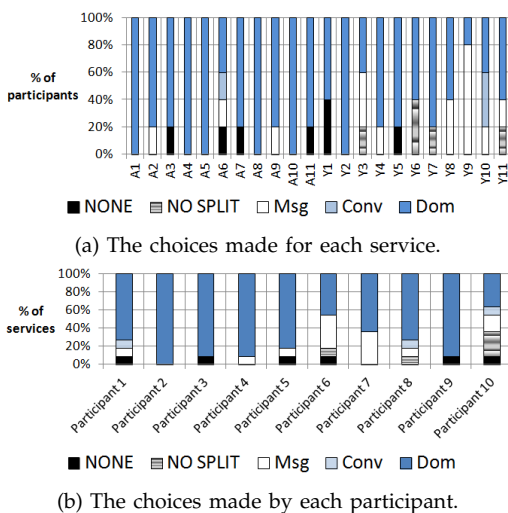 100%
80%
% of
60%
participants
40%
20%
0%
A1 A2 A3 A4 A5 A6 A7 A8 A9 A10 A11 Y1 Y2 Y3 Y4 Y5 Y6 Y7 Y8 Y9 Y10 Y11
NONE NO SPLIT Msg Conv Dom
(a) The choices made for each service.
100%
80%
% of
60%
services
40%
20%
0%
Participant 1 Participant 2 Participant 3 Participant 4 Participant 5 Participant 6 Participant 7 Participant 8 Participant 9 Participant 10
NONE NO SPLIT Msg Conv Dom
(b) The choices made by each participant.